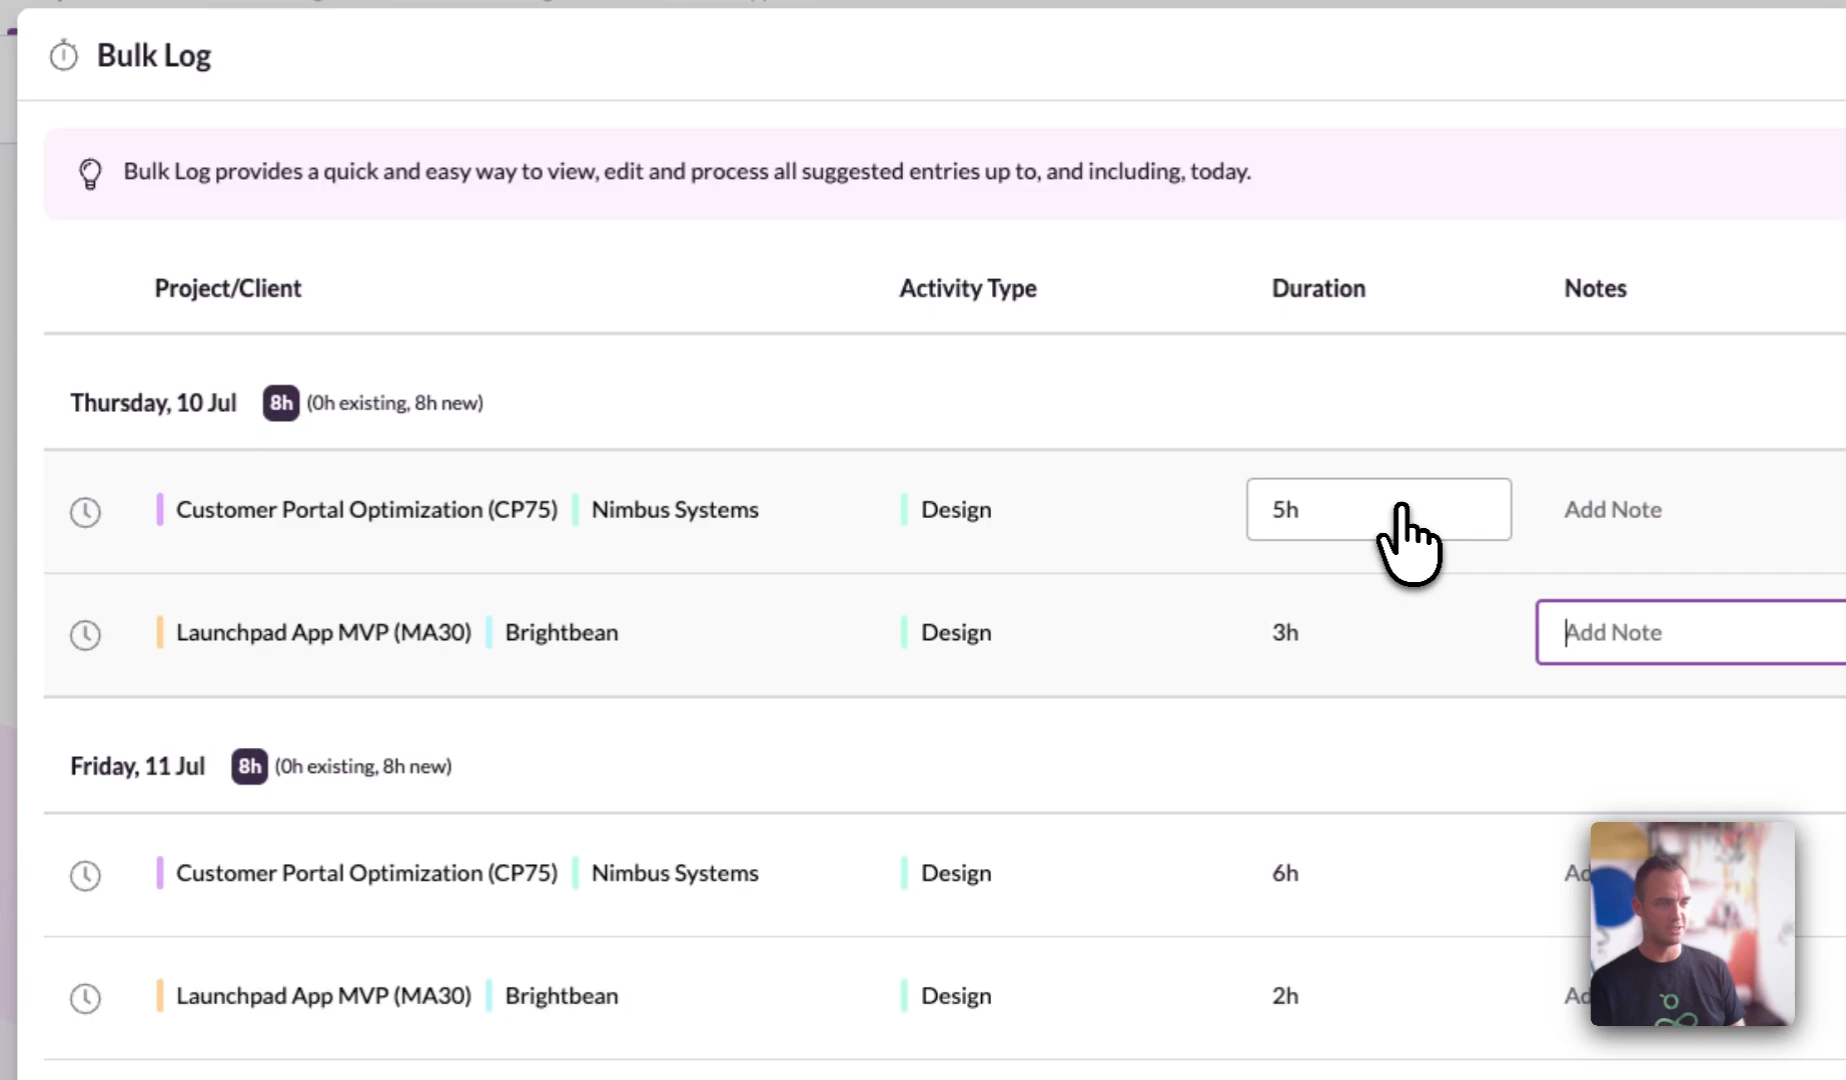 Bulk Log
Bulk Log provides a quick and easy way to view, edit and process all suggested entries up to, and including, today.
Project/Client Activity Type Duration Notes
Thursday, 10 Jul 8h (0h existing, 8h new)
Customer Portal Optimization (CP75) Nimbus Systems Design 5h Add Note
Launchpad App MVP (MA30) Brightbean Design 3h Add Note
Friday, 11 Jul 8h (0h existing, 8h new)
Customer Portal Optimization (CP75) Nimbus Systems Design 6h
Launchpad App MVP (MA30) Brightbean Design 2h